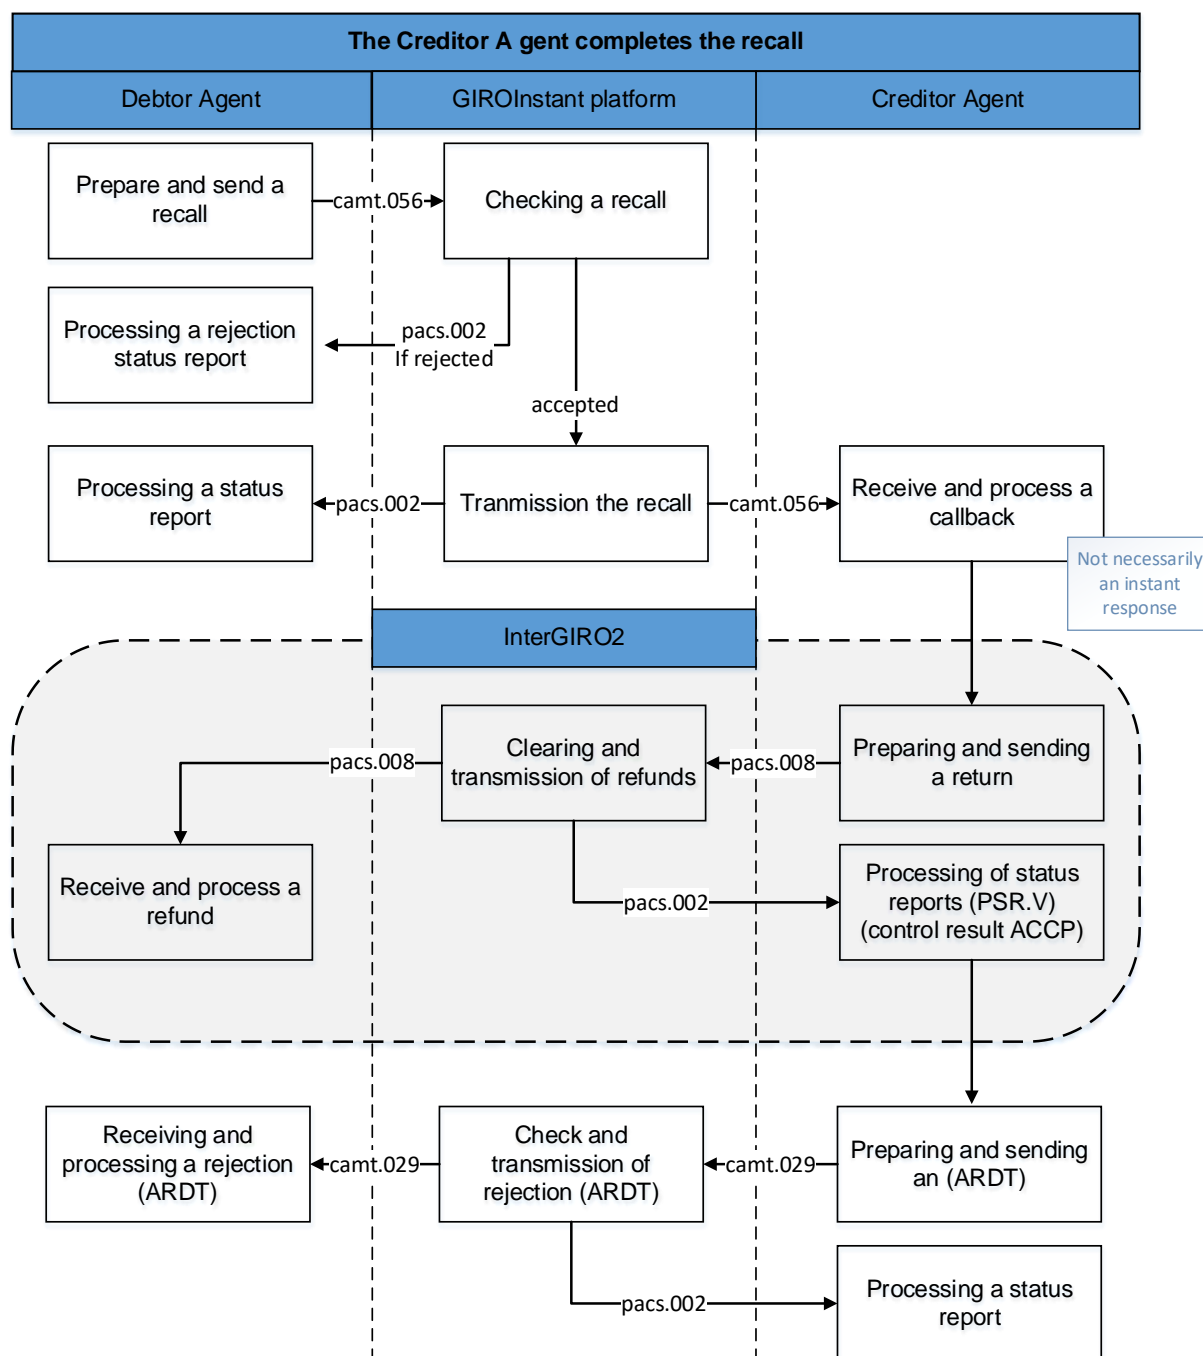 The Creditor A gent completes the recall
Debtor Agent
GIROInstant platform
Creditor Agent
Prepare and send a
recall
camt.056
Checking a recall
Processing a rejection
status report
pacs.002
If rejected
accepted
Processing a status
report
pacs.002
Tranmission the recall
camt.056
Receive and process a
callback
Not necessarily
an instant
response
InterGIRO2
pacs.008
Clearing and
transmission of refunds
pacs.008
Preparing and sending
a return
Receive and process a
refund
pacs.002
Processing of status
reports (PSR.V)
(control result ACCP)
Receiving and
processing a rejection
(ARDT)
camt.029
Check and
transmission of
rejection (ARDT)
camt.029
Preparing and sending
an (ARDT)
pacs.002
Processing a status
report